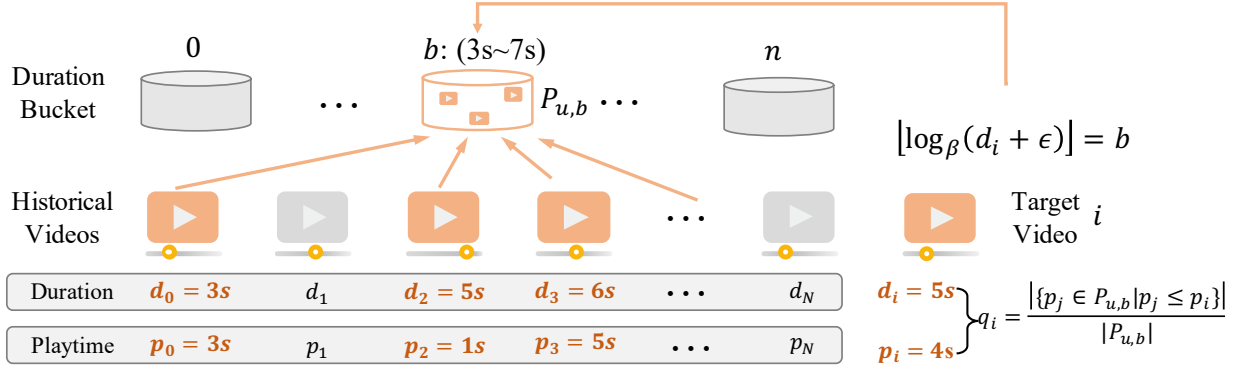 0
b: (3s~7s)
n
Duration
Bucket
...
P_{u,b} ...
⌊log_β(d_i + ϵ)⌋ = b
Historical
Videos
...
Target
Video i
Duration d_0 = 3s d_1 d_2 = 5s d_3 = 6s ... d_N d_i = 5s
q_i = |{p_j ∈ P_{u,b}|p_j ≤ p_i}| / |P_{u,b}|
Playtime p_0 = 3s p_1 p_2 = 1s p_3 = 5s ... p_N p_i = 4s